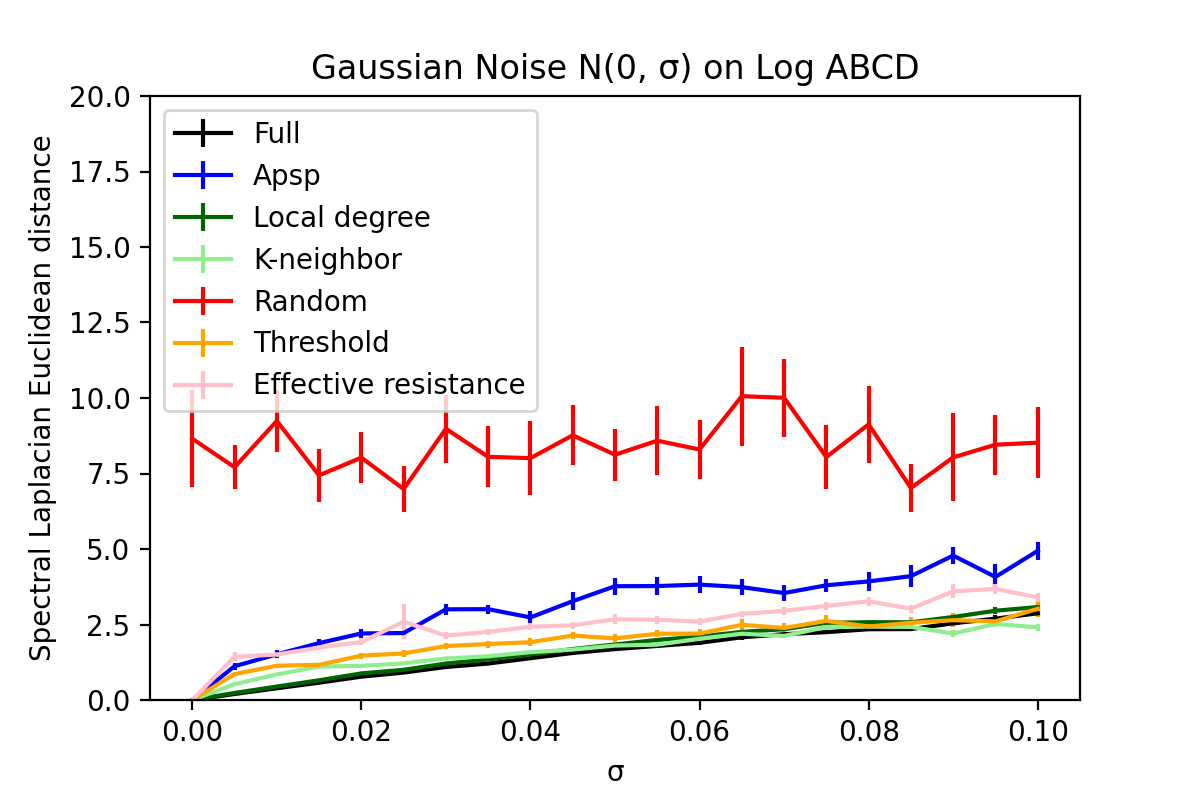 Gaussian Noise N(0, σ) on Log ABCD
Spectral Laplacian Euclidean distance
20.0
17.5
15.0
12.5
10.0
7.5
5.0
2.5
0.0
Full
Apsp
Local degree
K-neighbor
Random
Threshold
Effective resistance
0.00 0.02 0.04 0.06 0.08 0.10
σ